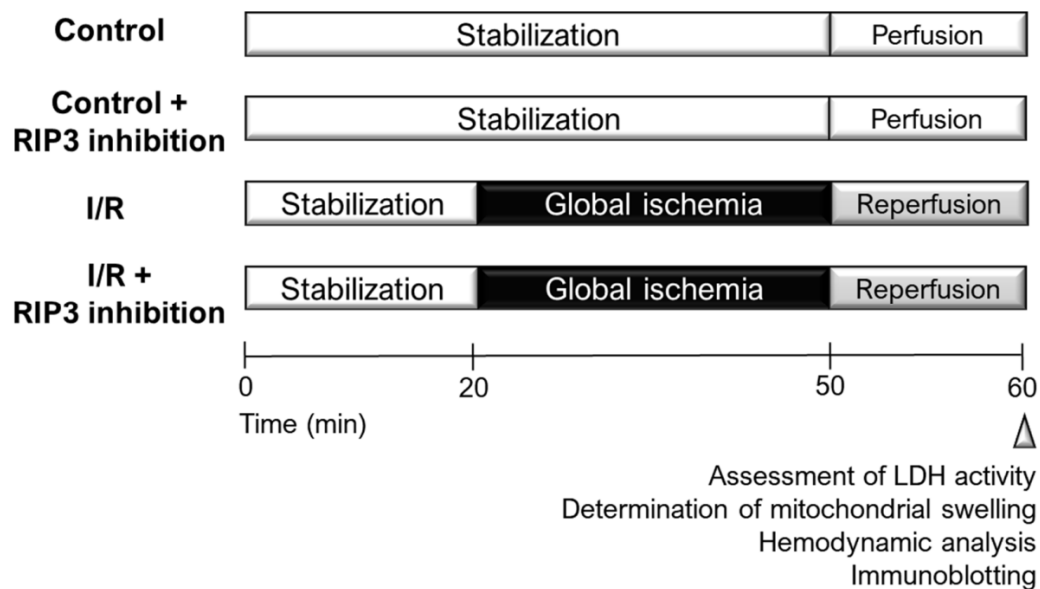 Control
Stabilization
Perfusion
Control +
RIP3 inhibition
Stabilization
Perfusion
I/R
Stabilization
Global ischemia
Reperfusion
I/R +
RIP3 inhibition
Stabilization
Global ischemia
Reperfusion
0
20
50
60
Time (min)
Assessment of LDH activity
Determination of mitochondrial swelling
Hemodynamic analysis
Immunoblotting